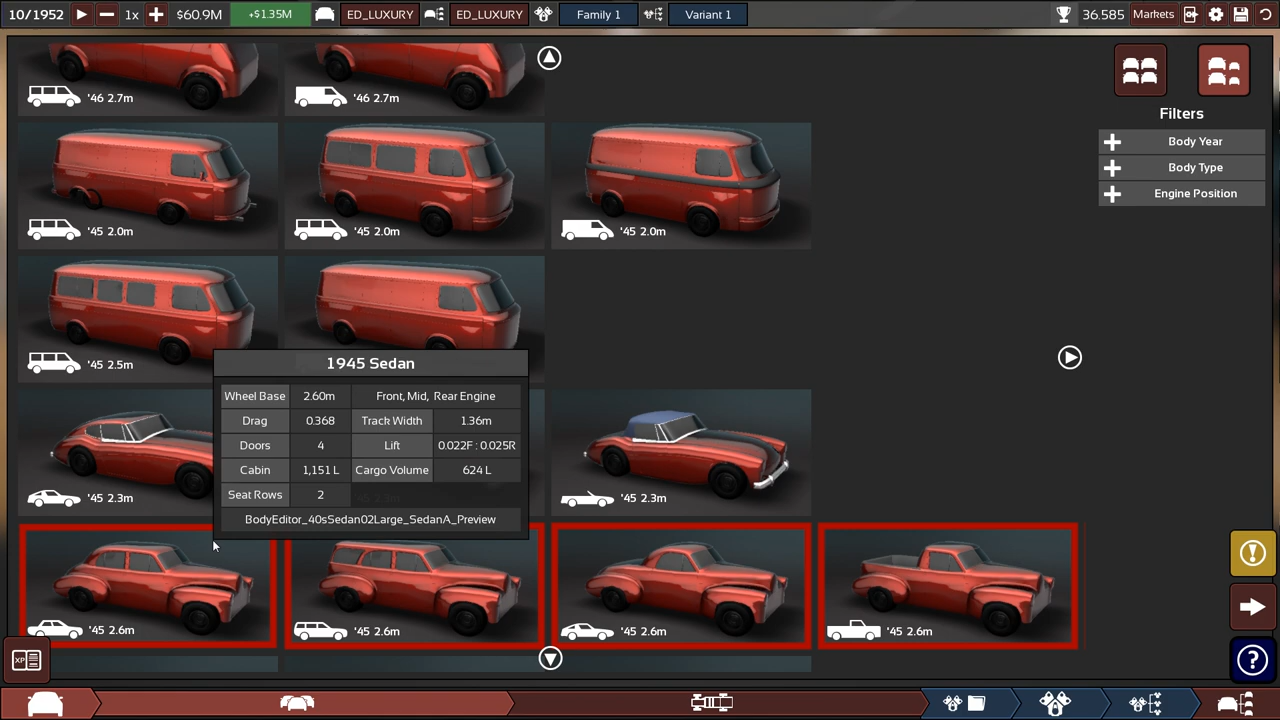 10/1952
1x
$60.9M
+$1.35M
ED_LUXURY
ED_LUXURY
Family 1
Variant 1
36.585
Markets
'46 2.7m
'46 2.7m
Filters
Body Year
Body Type
Engine Position
'45 2.0m
'45 2.0m
'45 2.0m
'45 2.5m
1945 Sedan
Wheel Base 2.60m Front, Mid, Rear Engine
Drag 0.368 Track Width 1.36m
Doors 4 Lift 0.022F : 0.025R
Cabin 1,151 L Cargo Volume 624 L
Seat Rows 2
BodyEditor_40sSedan02Large_SedanA_Preview
'45 2.3m
'45 2.3m
'45 2.3m
'45 2.6m
'45 2.6m
'45 2.6m
'45 2.6m
XP